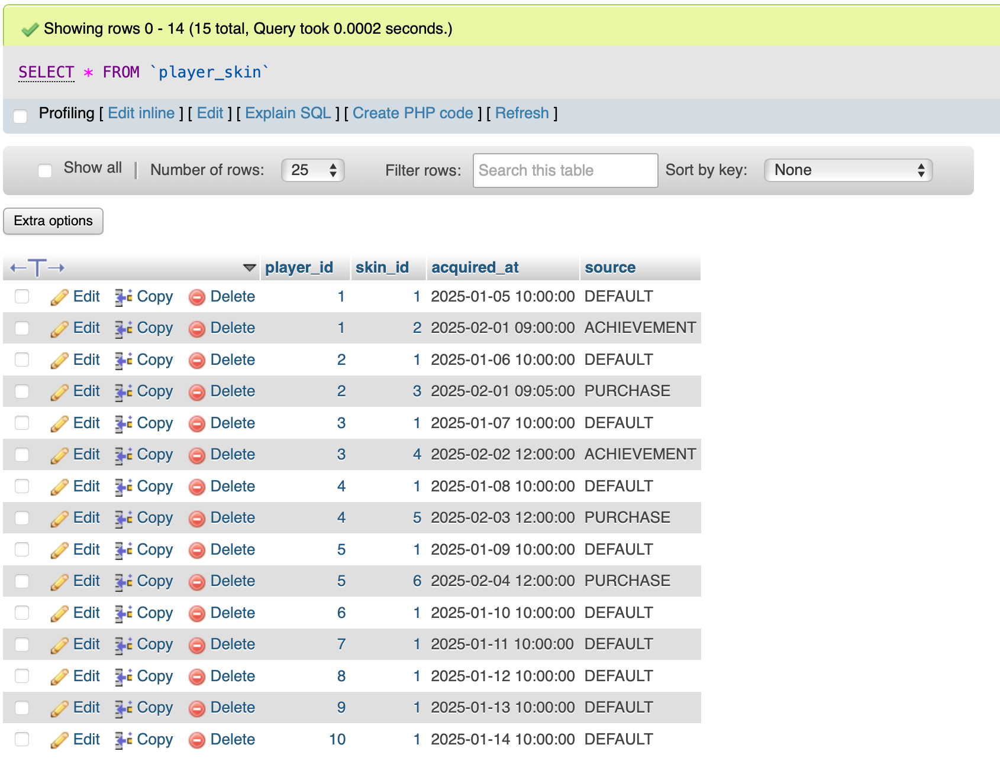 Showing rows 0 - 14 (15 total, Query took 0.0002 seconds.)
SELECT * FROM `player_skin`
Profiling [ Edit inline ] [ Edit ] [ Explain SQL ] [ Create PHP code ] [ Refresh ]
Show all | Number of rows: 25 Filter rows: Search this table Sort by key: None
Extra options
player_id skin_id acquired_at source
Edit Copy Delete 1 1 2025-01-05 10:00:00 DEFAULT
Edit Copy Delete 1 2 2025-02-01 09:00:00 ACHIEVEMENT
Edit Copy Delete 2 1 2025-01-06 10:00:00 DEFAULT
Edit Copy Delete 2 3 2025-02-01 09:05:00 PURCHASE
Edit Copy Delete 3 1 2025-01-07 10:00:00 DEFAULT
Edit Copy Delete 3 4 2025-02-02 12:00:00 ACHIEVEMENT
Edit Copy Delete 4 1 2025-01-08 10:00:00 DEFAULT
Edit Copy Delete 4 5 2025-02-03 12:00:00 PURCHASE
Edit Copy Delete 5 1 2025-01-09 10:00:00 DEFAULT
Edit Copy Delete 5 6 2025-02-04 12:00:00 PURCHASE
Edit Copy Delete 6 1 2025-01-10 10:00:00 DEFAULT
Edit Copy Delete 7 1 2025-01-11 10:00:00 DEFAULT
Edit Copy Delete 8 1 2025-01-12 10:00:00 DEFAULT
Edit Copy Delete 9 1 2025-01-13 10:00:00 DEFAULT
Edit Copy Delete 10 1 2025-01-14 10:00:00 DEFAULT